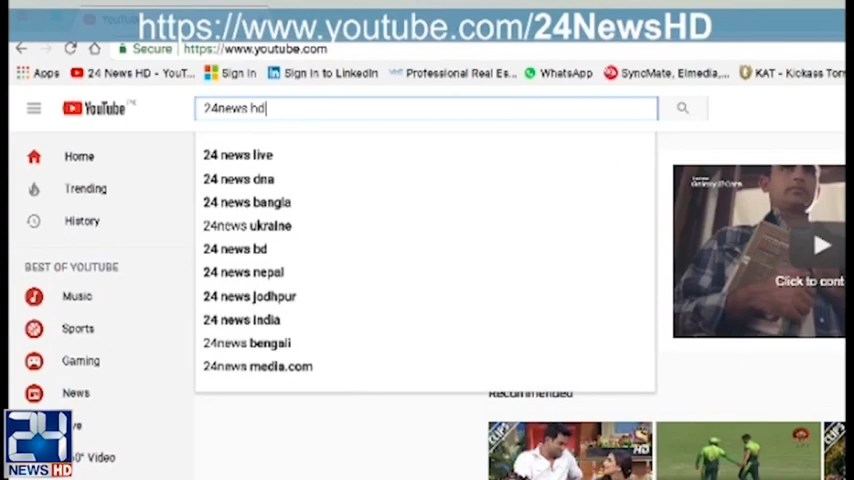 https://www.youtube.com/24NewsHD
Secure https://www.youtube.com
Apps 24 News HD - YouT... Sign In Sign In to LinkedIn Professional Real Es... WhatsApp SyncMate, Elmedia,... KAT - Kickass Torr
YouTube PK
24news hd
Home
24 news live
24 news dna
Trending
24 news bangla
History
24news ukraine
24 news bd
BEST OF YOUTUBE
24 news nepal
Click to cont
Music
24 news jodhpur
24 news india
Sports
24news bengali
Gaming
24news media.com
News
Recommended
24
NEWS HD
CLIPS
CLIPS